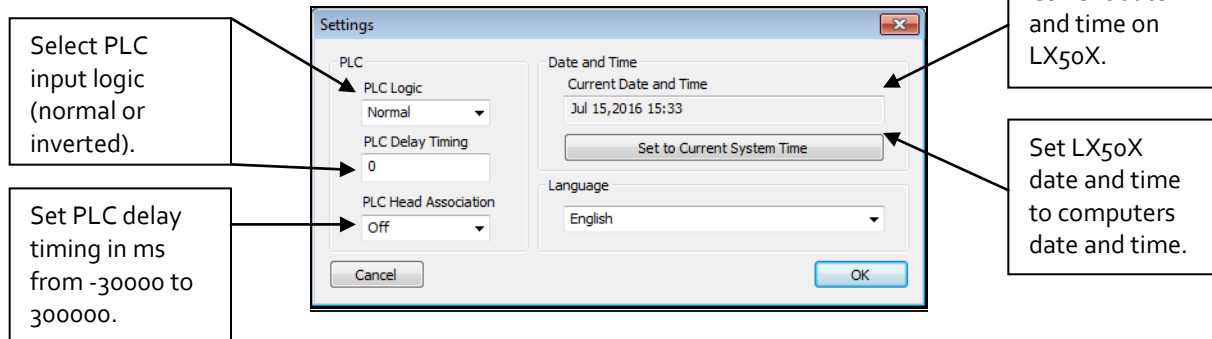 Select PLC
input logic
(normal or
inverted).
Set PLC delay
timing in ms
from -30000 to
300000.
Settings
PLC
PLC Logic
Normal
PLC Delay Timing
0
PLC Head Association
Off
Cancel
Date and Time
Current Date and Time
Jul 15,2016 15:33
Set to Current System Time
Language
English
OK
and time on
LX50X.
Set LX50X
date and time
to computers
date and time.